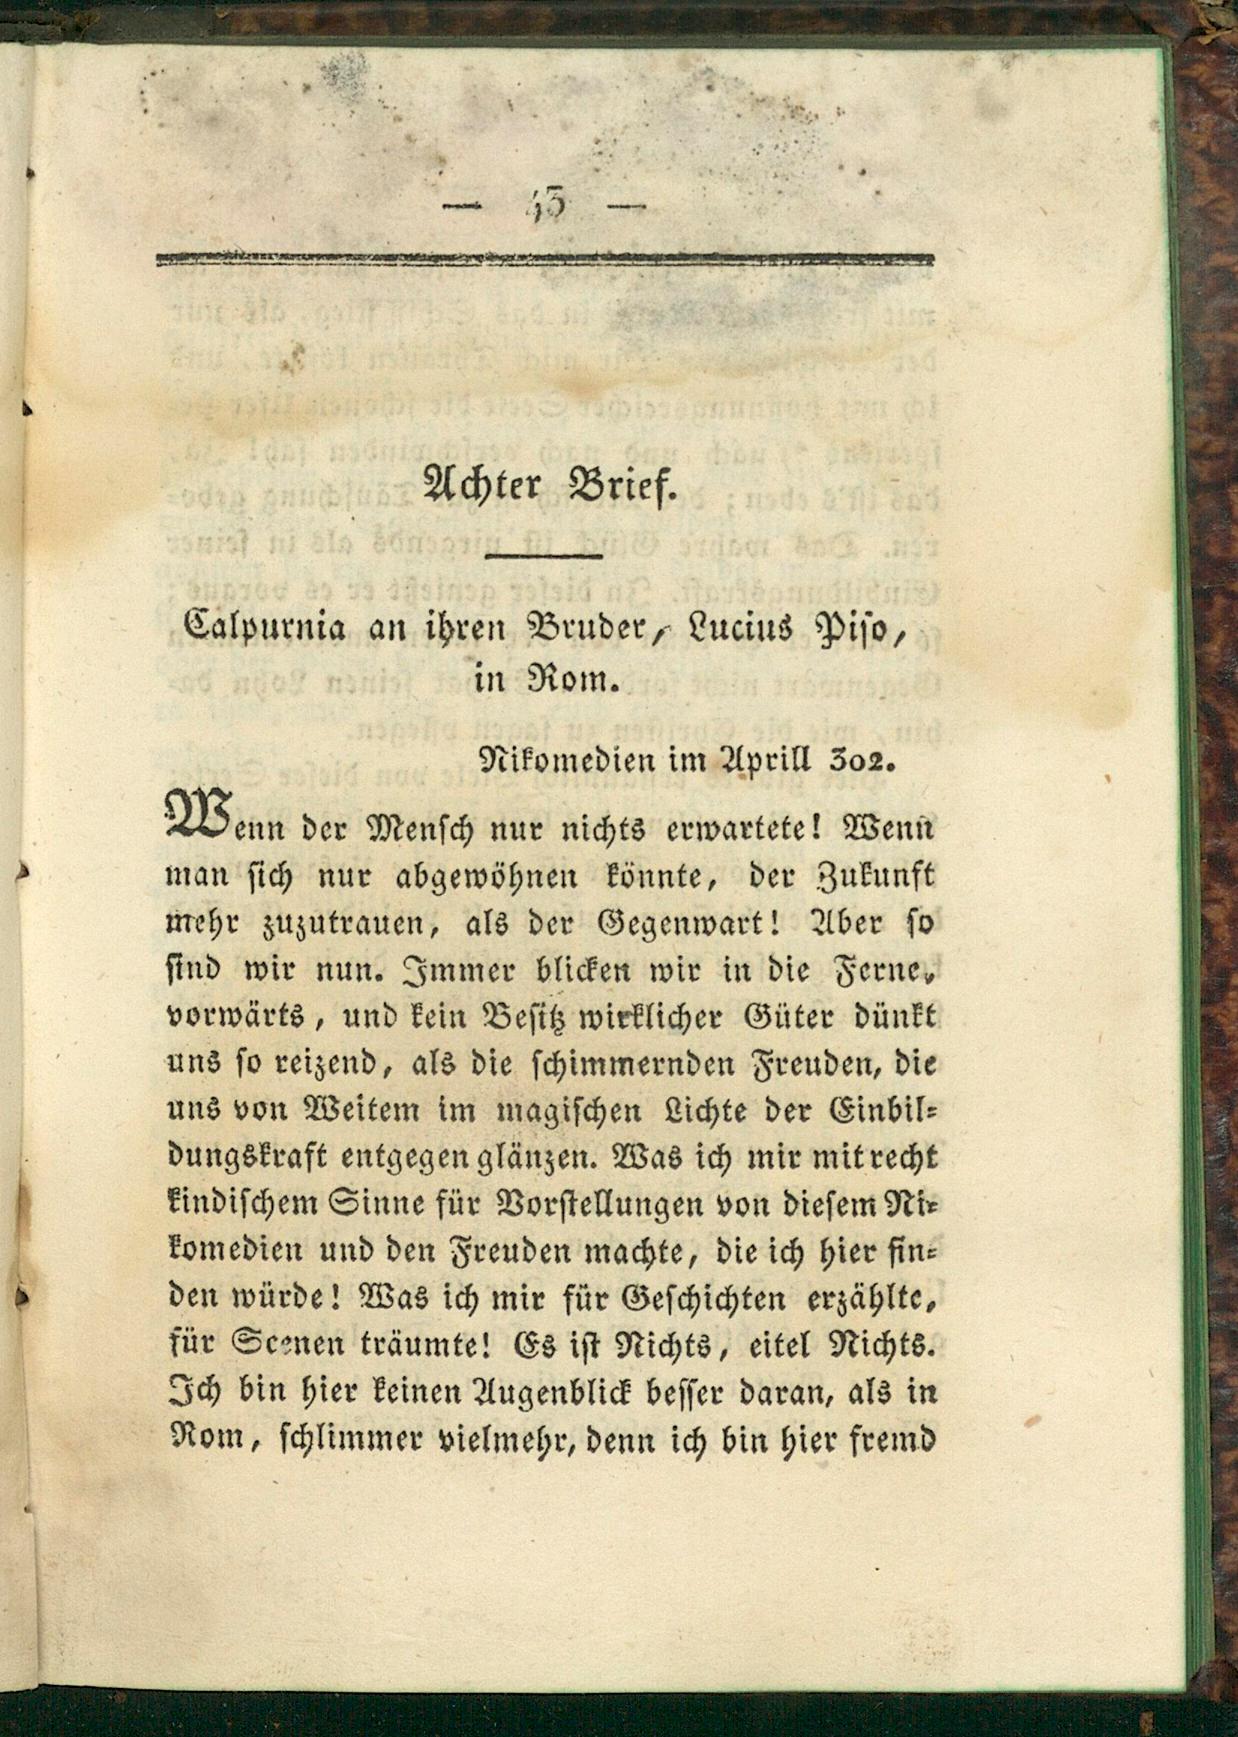 — 43 —
Achter Brief.
Calpurnia an ihren Bruder, Lucius Piso,
in Rom.
Nikomedien im Aprill 302.
Wenn der Mensch nur nichts erwartete! Wenn
man sich nur abgewöhnen könnte, der Zukunft
mehr zuzutrauen, als der Gegenwart! Aber so
sind wir nun. Immer blicken wir in die Ferne,
vorwärts, und kein Besitz wirklicher Güter dünkt
uns so reizend, als die schimmernden Freuden, die
uns von Weitem im magischen Lichte der Einbil=
dungskraft entgegen glänzen. Was ich mir mit recht
kindischem Sinne für Vorstellungen von diesem Ni=
komedien und den Freuden machte, die ich hier fin=
den würde! Was ich mir für Geschichten erzählte,
für Scenen träumte! Es ist Nichts, eitel Nichts.
Ich bin hier keinen Augenblick besser daran, als in
Rom, schlimmer vielmehr, denn ich bin hier fremd